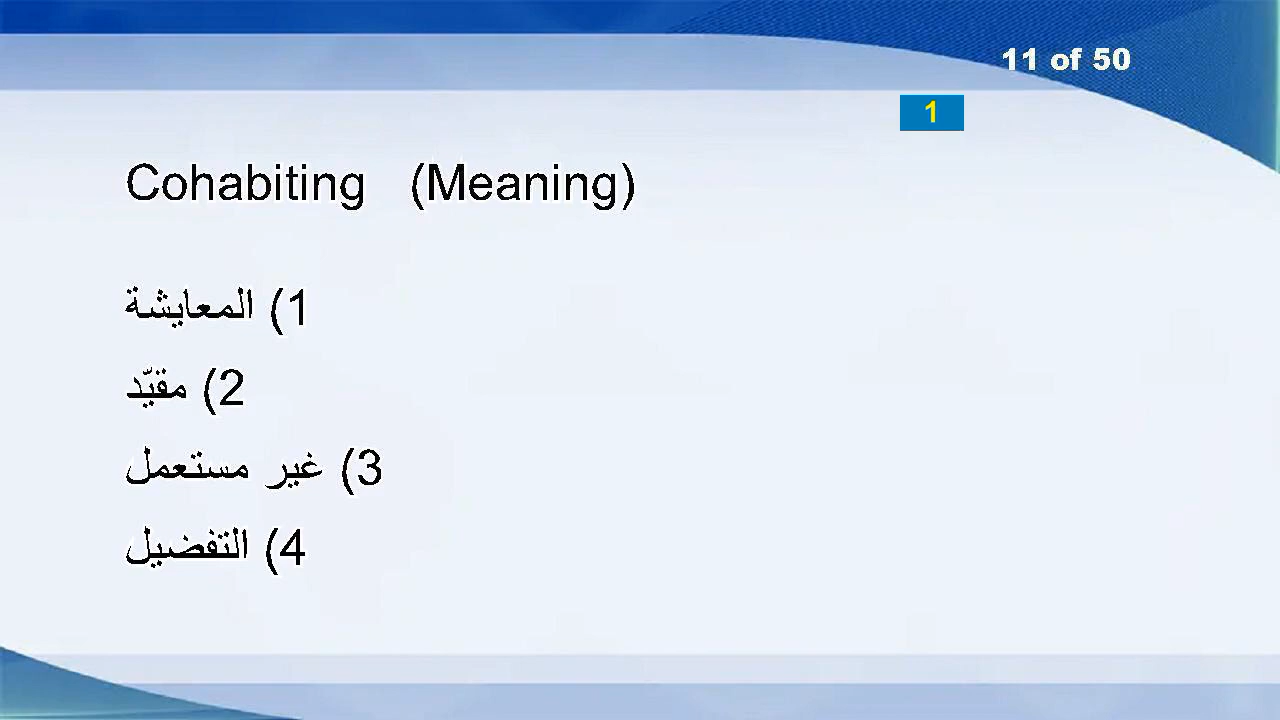 11 of 50
1
Cohabiting (Meaning)
1) المعايشة
2) مقيّد
3) غير مستعمل
4) التفضيل